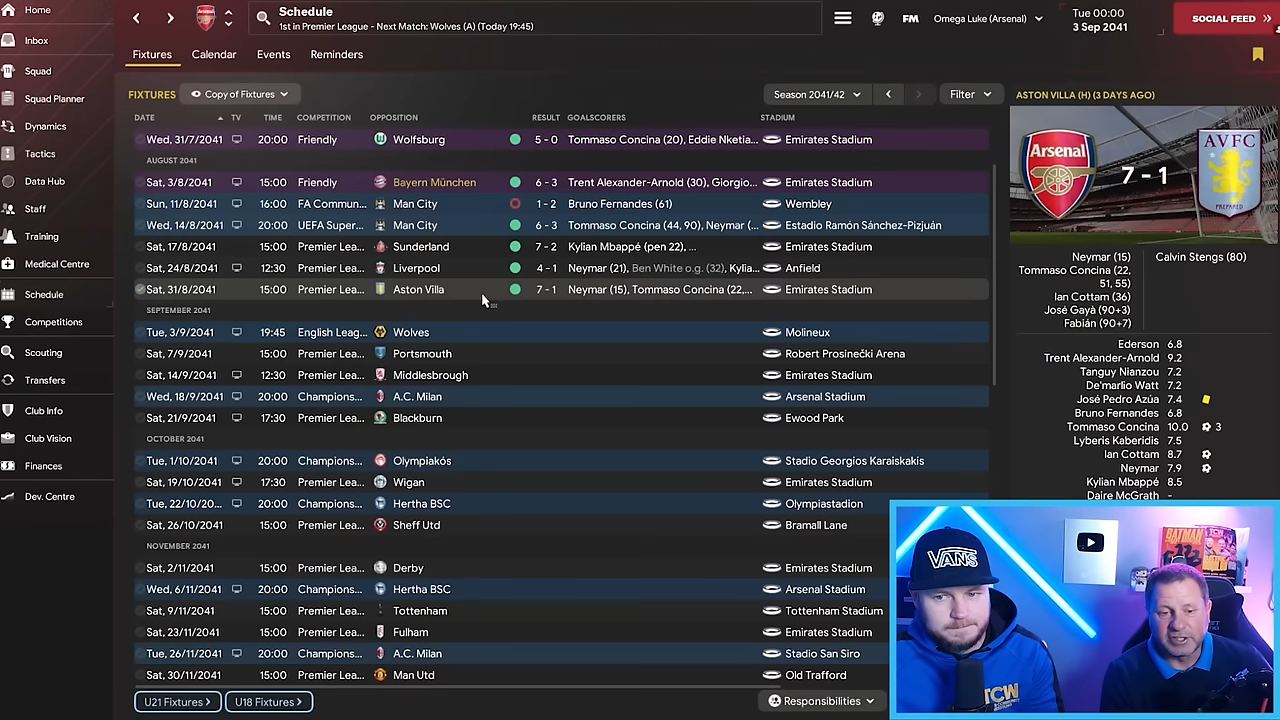 Home
Inbox
Squad
Squad Planner
Dynamics
Tactics
Data Hub
Staff
Training
Medical Centre
Schedule
Competitions
Scouting
Transfers
Club Info
Club Vision
Finances
Dev. Centre
Schedule
1st in Premier League - Next Match: Wolves (A) (Today 19:45)
FM
Omega Luke (Arsenal)
Tue 00:00
3 Sep 2041
SOCIAL FEED
Fixtures Calendar Events Reminders
FIXTURES Copy of Fixtures Season 2041/42 Filter
DATE TV TIME COMPETITION OPPOSITION RESULT GOALSCORERS STADIUM
Wed, 31/7/2041 20:00 Friendly Wolfsburg 5 - 0 Tommaso Concina (20), Eddie Nketia... Emirates Stadium
AUGUST 2041
Sat, 3/8/2041 15:00 Friendly Bayern München 6 - 3 Trent Alexander-Arnold (30), Giorgio... Emirates Stadium
Sun, 11/8/2041 16:00 FA Commun... Man City 1 - 2 Bruno Fernandes (61) Wembley
Wed, 14/8/2041 20:00 UEFA Super... Man City 6 - 3 Tommaso Concina (44, 90), Neymar (... Estadio Ramón Sánchez-Pizjuán
Sat, 17/8/2041 15:00 Premier Lea... Sunderland 7 - 2 Kylian Mbappé (pen 22), ... Emirates Stadium
Sat, 24/8/2041 12:30 Premier Lea... Liverpool 4 - 1 Neymar (21), Ben White o.g. (32), Kylia... Anfield
Sat, 31/8/2041 15:00 Premier Lea... Aston Villa 7 - 1 Neymar (15), Tommaso Concina (22,... Emirates Stadium
SEPTEMBER 2041
Tue, 3/9/2041 19:45 English Leag... Wolves Molineux
Sat, 7/9/2041 15:00 Premier Lea... Portsmouth Robert Prosinečki Arena
Sat, 14/9/2041 12:30 Premier Lea... Middlesbrough Emirates Stadium
Wed, 18/9/2041 20:00 Champions... A.C. Milan Arsenal Stadium
Sat, 21/9/2041 17:30 Premier Lea... Blackburn Ewood Park
OCTOBER 2041
Tue, 1/10/2041 20:00 Champions... Olympiakós Stadio Georgios Karaiskakis
Sat, 19/10/2041 17:30 Premier Lea... Wigan Emirates Stadium
Tue, 22/10/20... 20:00 Champions... Hertha BSC Olympiastadion
Sat, 26/10/2041 15:00 Premier Lea... Sheff Utd Bramall Lane
NOVEMBER 2041
Sat, 2/11/2041 15:00 Premier Lea... Derby Emirates Stadium
Wed, 6/11/2041 20:00 Champions... Hertha BSC Arsenal Stadium
Sat, 9/11/2041 15:00 Premier Lea... Tottenham Tottenham Stadium
Sat, 23/11/2041 15:00 Premier Lea... Fulham Emirates Stadium
Tue, 26/11/2041 20:00 Champions... A.C. Milan Stadio San Siro
Sat, 30/11/2041 15:00 Premier Lea... Man Utd Old Trafford
U21 Fixtures U18 Fixtures Responsibilities
ASTON VILLA (H) (3 DAYS AGO)
Arsenal 7 - 1 AVFC
PREPARED
Neymar (15) Calvin Stengs (80)
Tommaso Concina (22,
51, 55)
Ian Cottam (36)
José Gayà (90+3)
Fabián (90+7)
Ederson 6.8
Trent Alexander-Arnold 9.2
Tanguy Nianzou 7.2
De'marlio Watt 7.2
José Pedro Azúa 7.4
Bruno Fernandes 6.8
Tommaso Concina 10.0 3
Lyberis Kaberidis 7.5
Ian Cottam 8.7
Neymar 7.9
Kylian Mbappé 8.5
Daire McGrath -
VANS
BATMAN
TCW